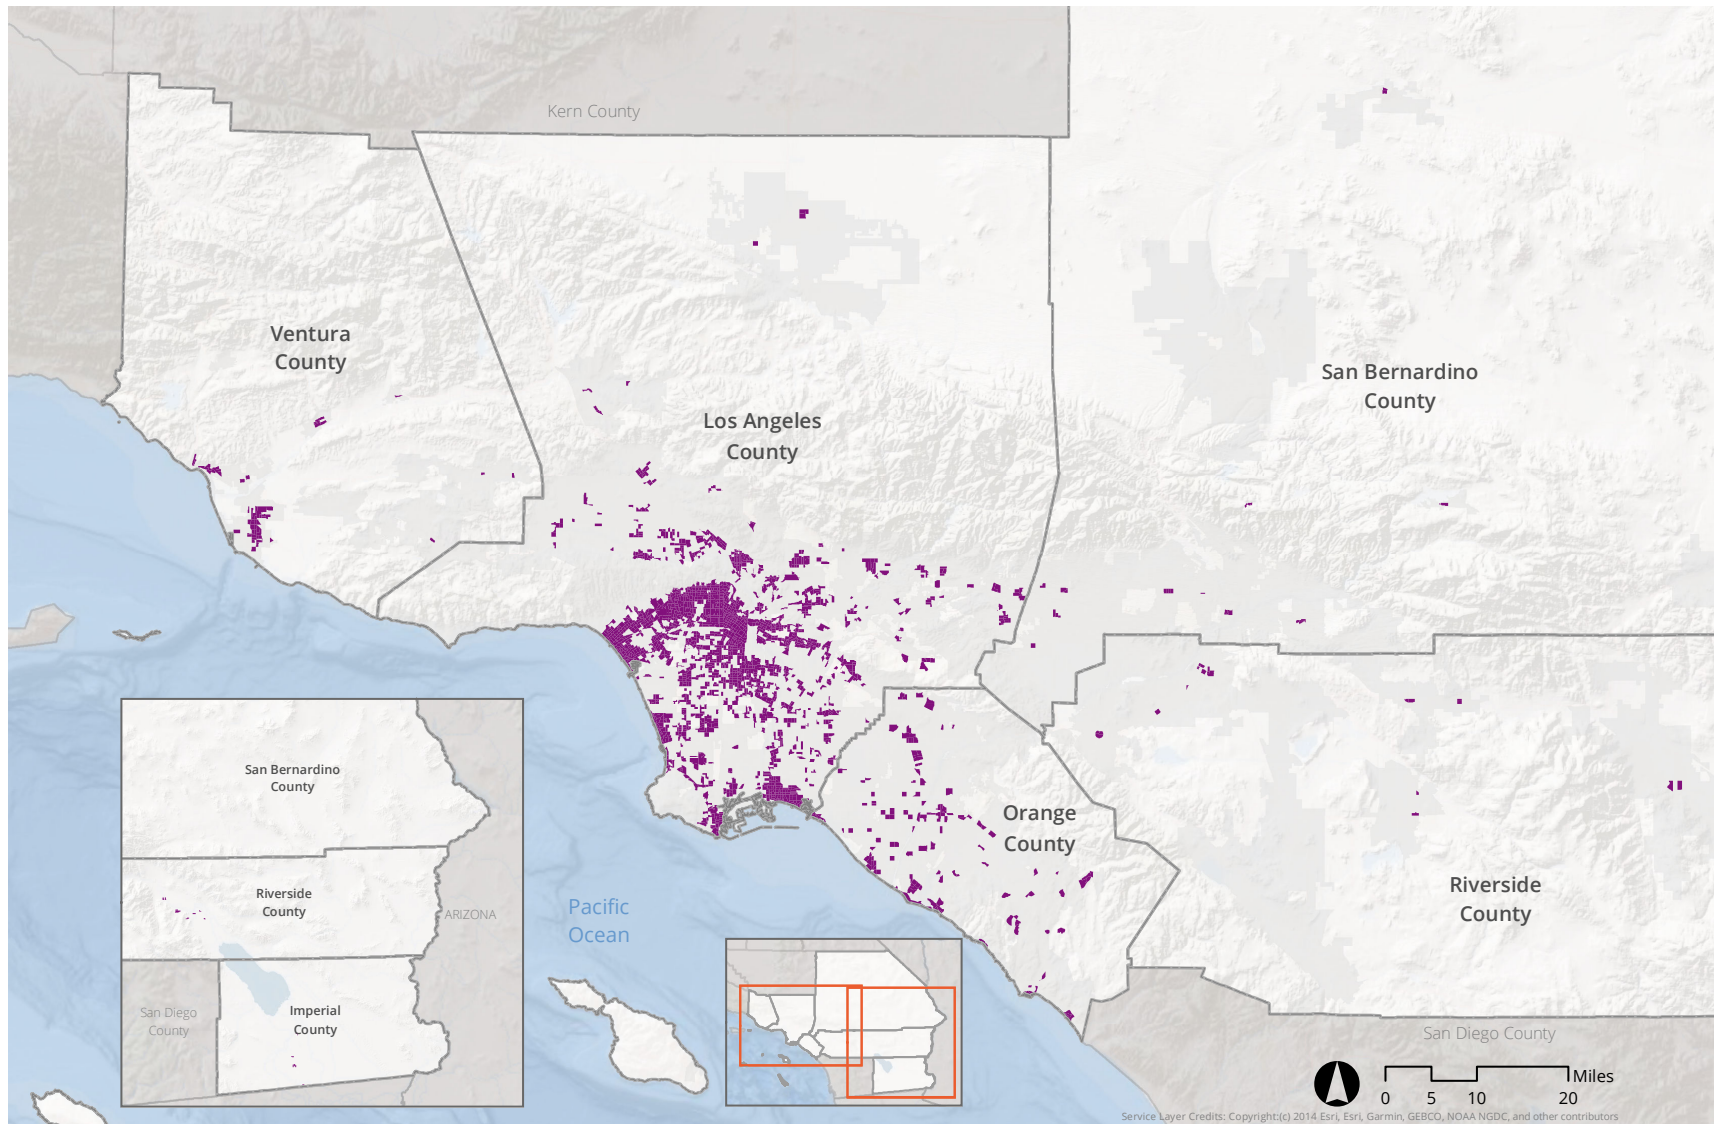 Kern County
Ventura
County
Los Angeles
County
San Bernardino
County
Orange
County
Riverside
County
Pacific
Ocean
San Diego County
San Bernardino
County
Riverside
County
ARIZONA
San Diego
County
Imperial
County
Miles
0 5 10 20
Service Layer Credits: Copyright:(c) 2014 Esri, Esri, Garmin, GEBCO, NOAA NGDC, and other contributors